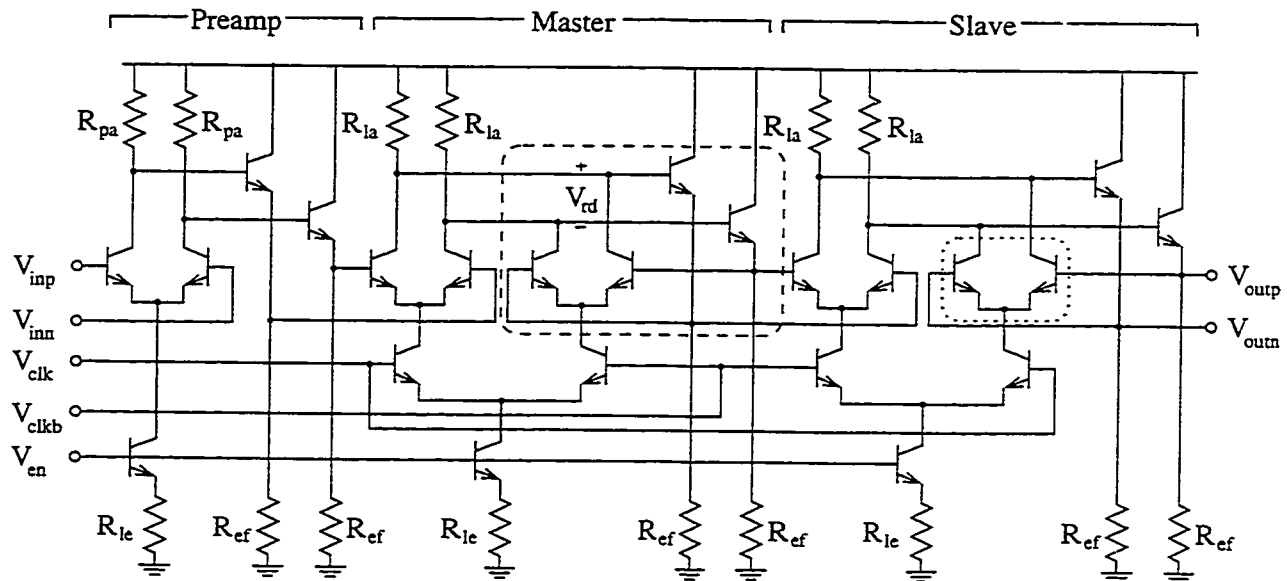 Preamp Master Slave
R_pa R_pa R_la R_la R_la R_la
+
V_rd
−
V_inp
V_inn
V_clk
V_clkb
V_en
V_outp
V_outn
R_le R_ef R_ef R_le R_ef R_ef R_le R_ef R_ef